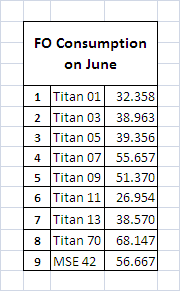 FO Consumption
on June
1 Titan 01 32.358
2 Titan 03 38.963
3 Titan 05 39.356
4 Titan 07 55.657
5 Titan 09 51.370
6 Titan 11 26.954
7 Titan 13 38.570
8 Titan 70 68.147
9 MSE 42 56.667